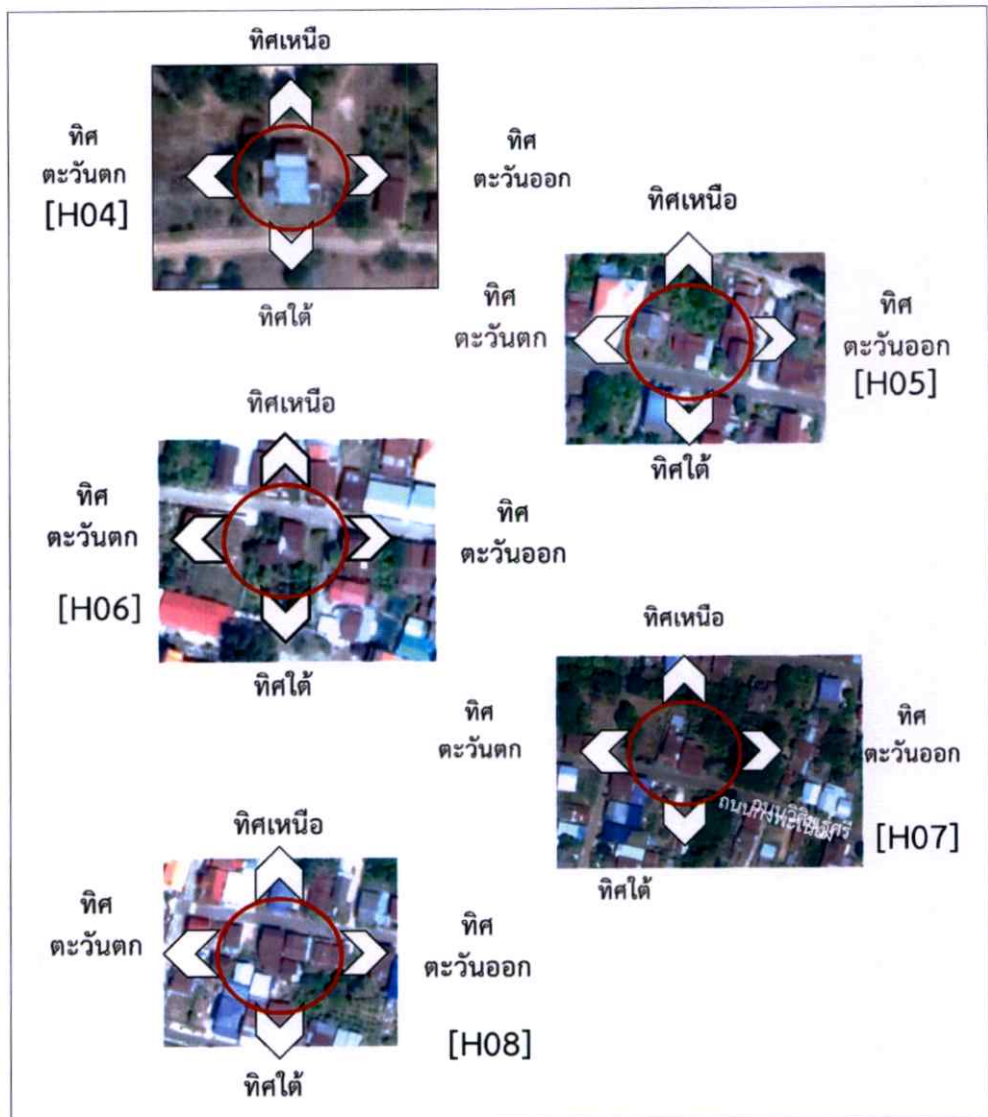 ทิศเหนือ
ทิศ
ตะวันตก
[H04]
ทิศ
ตะวันออก
ทิศใต้
ทิศเหนือ
ทิศ
ตะวันตก
ทิศ
ตะวันออก
[H05]
ทิศใต้
ทิศเหนือ
ทิศ
ตะวันตก
[H06]
ทิศ
ตะวันออก
ทิศใต้
ทิศเหนือ
ทิศ
ตะวันตก
ทิศ
ตะวันออก
[H07]
ทิศใต้
ทิศเหนือ
ทิศ
ตะวันตก
ทิศ
ตะวันออก
[H08]
ทิศใต้